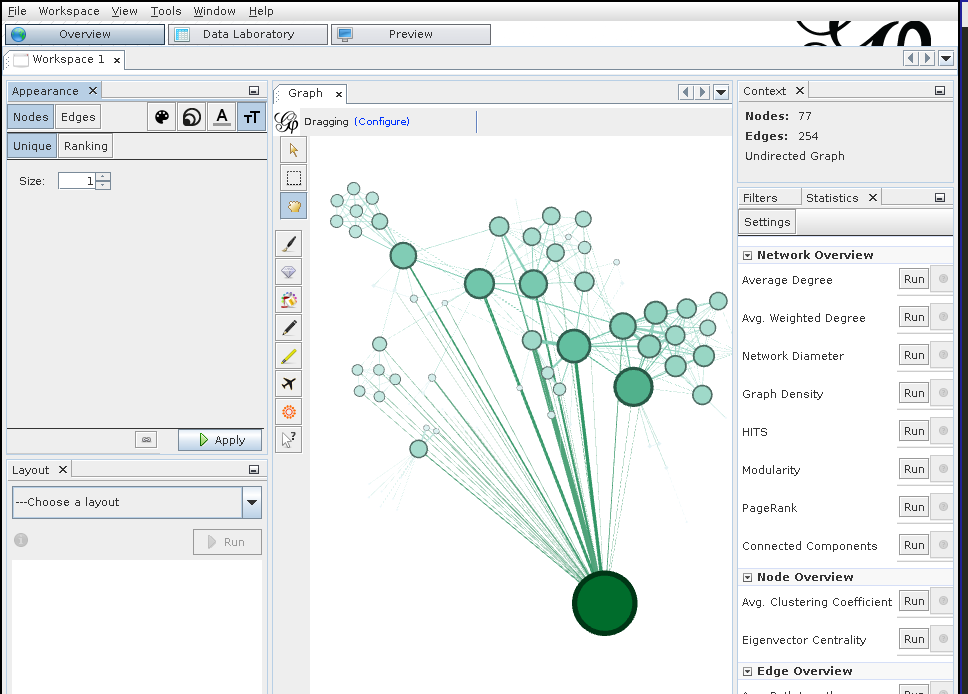 File Workspace View Tools Window Help
Overview Data Laboratory Preview
Workspace 1
Appearance
Nodes Edges
Unique Ranking
Size: 1
Apply
Layout
---Choose a layout
Run
Graph
Dragging (Configure)
Context
Nodes: 77
Edges: 254
Undirected Graph
Filters Statistics
Settings
Network Overview
Average Degree Run
Avg. Weighted Degree Run
Network Diameter Run
Graph Density Run
HITS Run
Modularity Run
PageRank Run
Connected Components Run
Node Overview
Avg. Clustering Coefficient Run
Eigenvector Centrality Run
Edge Overview